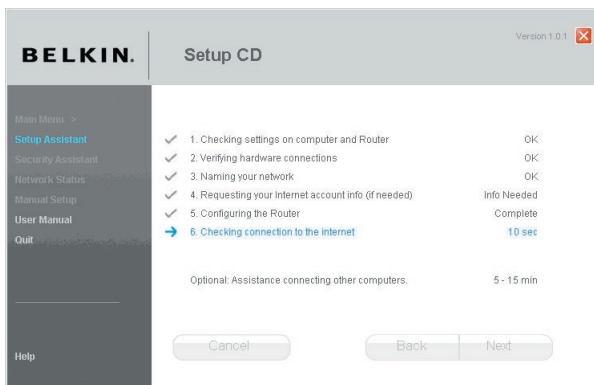 Version 1.0.1
BELKIN.
Setup CD
Main Menu >
Setup Assistant
Security Assistant
Network Status
Manual Setup
User Manual
Quit
Help
1. Checking settings on computer and Router OK
2. Verifying hardware connections OK
3. Naming your network OK
4. Requesting your Internet account info (if needed) Info Needed
5. Configuring the Router Complete
6. Checking connection to the internet 10 sec
Optional: Assistance connecting other computers. 5 - 15 min
Cancel
Back
Next